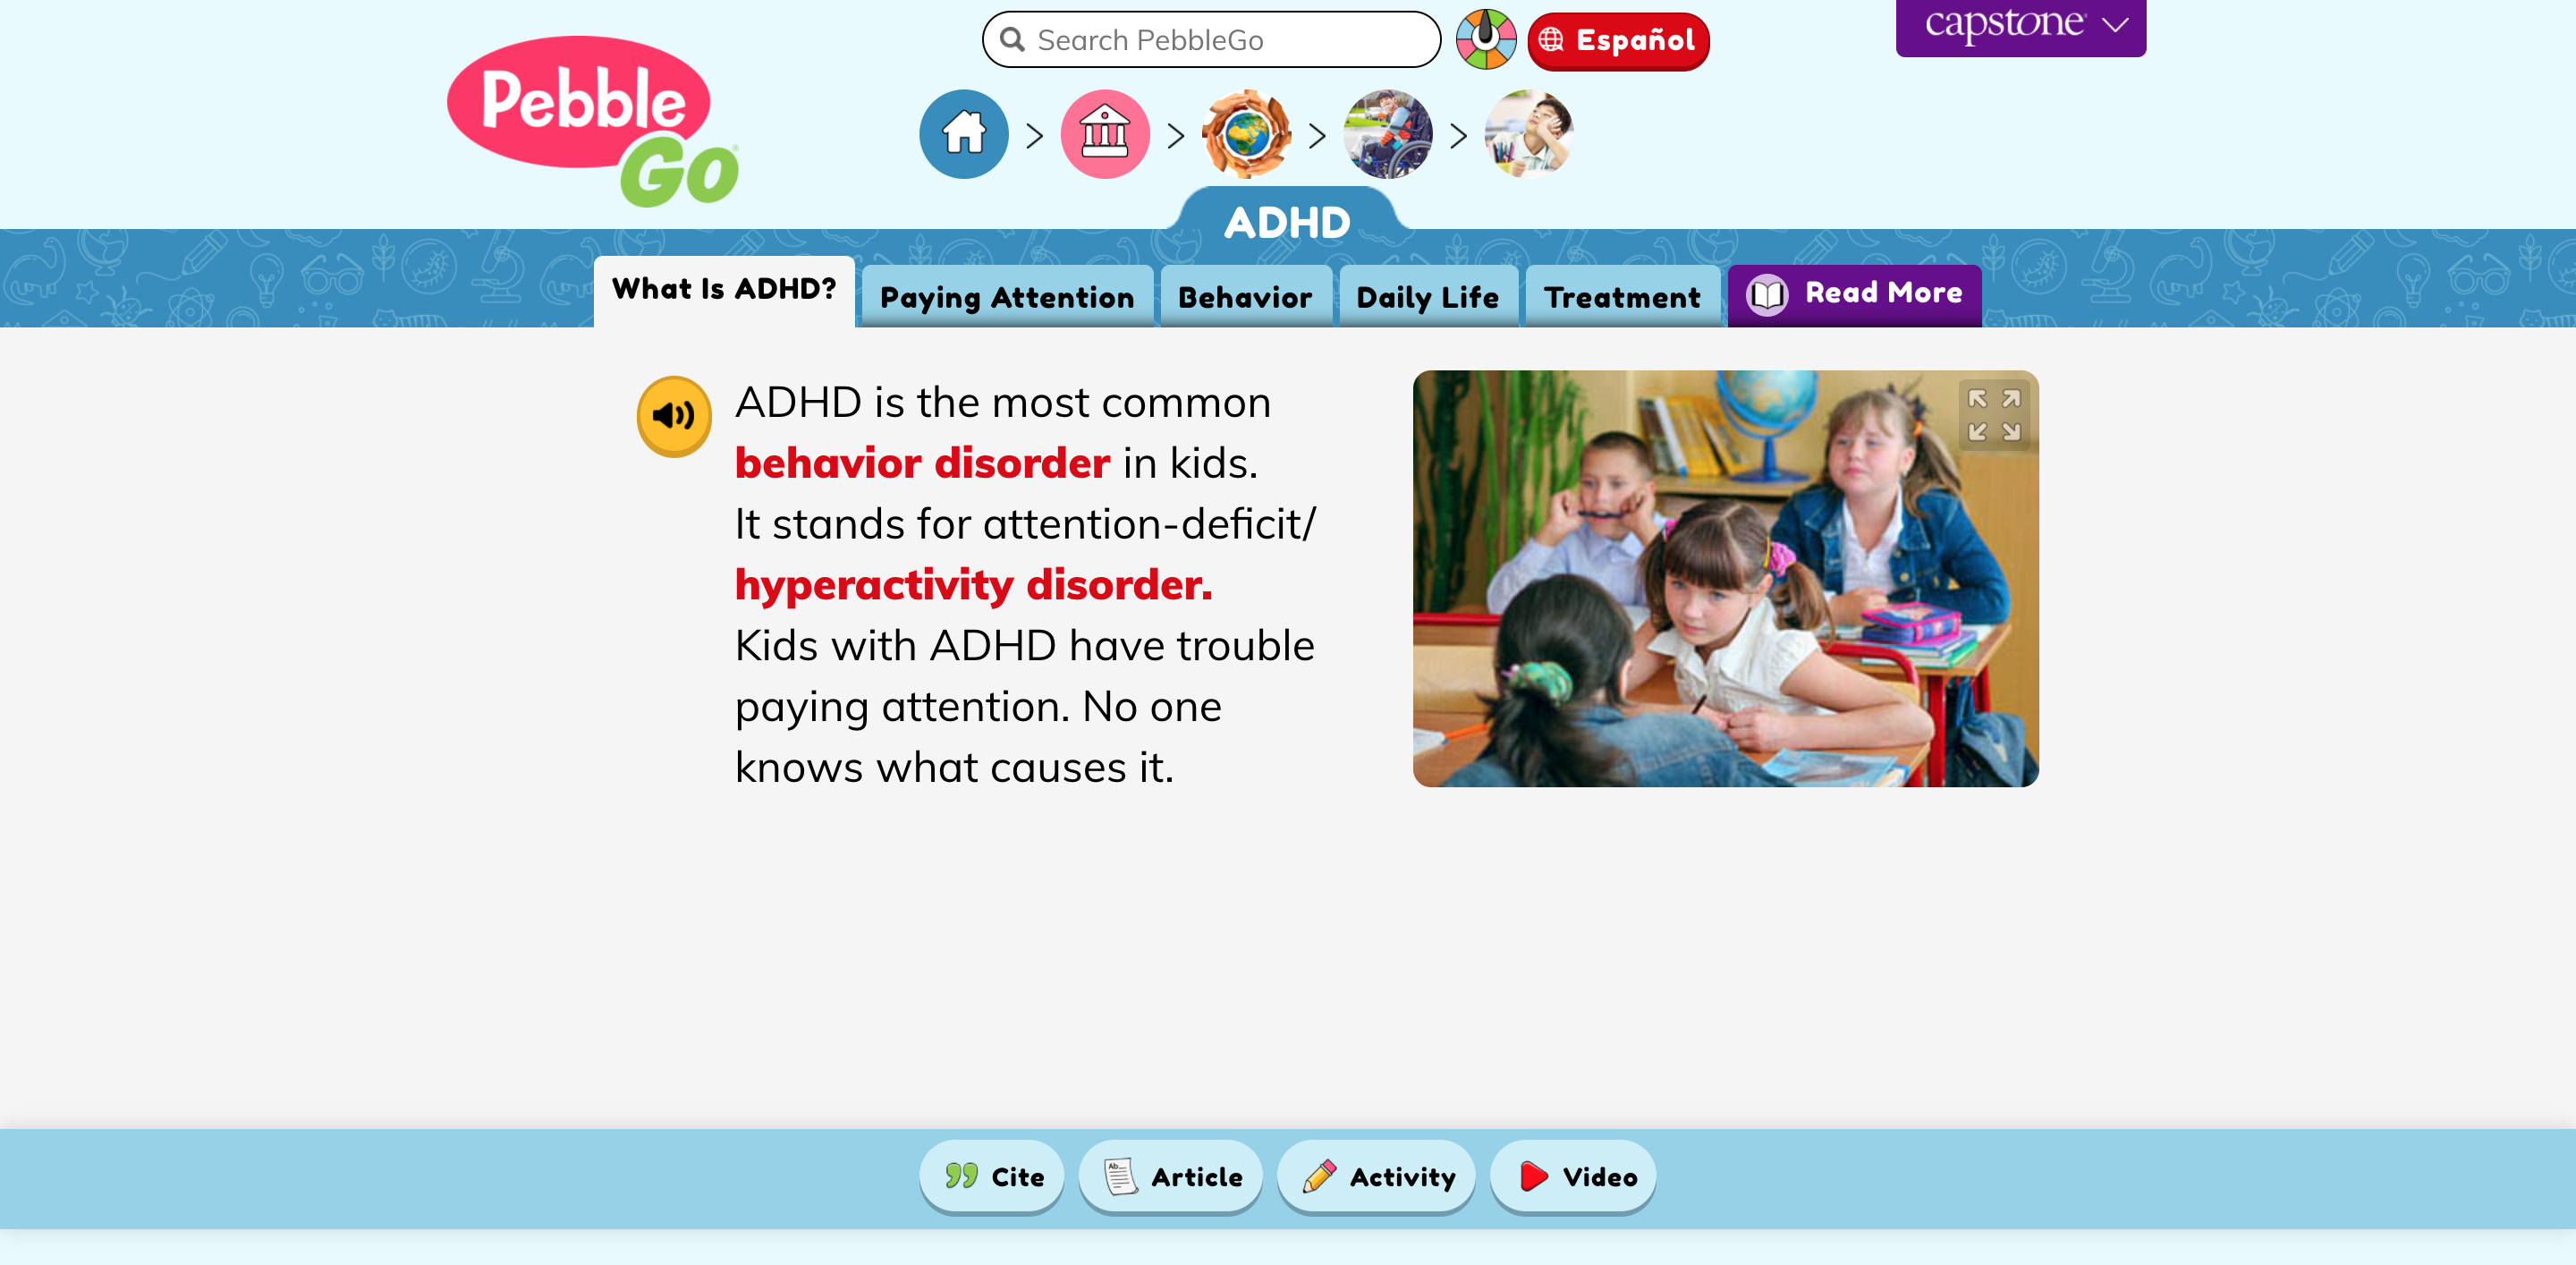 Search PebbleGo
Español
capstone
Pebble
Go
ADHD
What Is ADHD?
Paying Attention
Behavior
Daily Life
Treatment
Read More
ADHD is the most common
behavior disorder in kids.
It stands for attention-deficit/
hyperactivity disorder.
Kids with ADHD have trouble
paying attention. No one
knows what causes it.
Cite
Ab
Article
Activity
Video